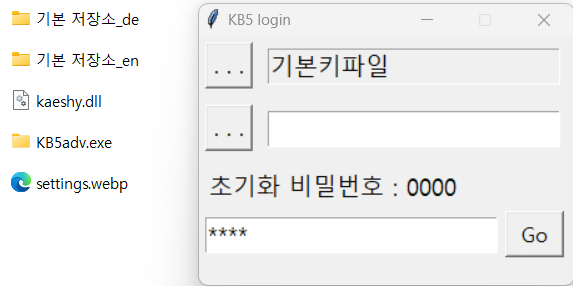 기본 저장소_de
기본 저장소_en
kaeshy.dll
KB5adv.exe
settings.webp
KB5 login
... 기본키파일
...
초기화 비밀번호 : 0000
**** Go